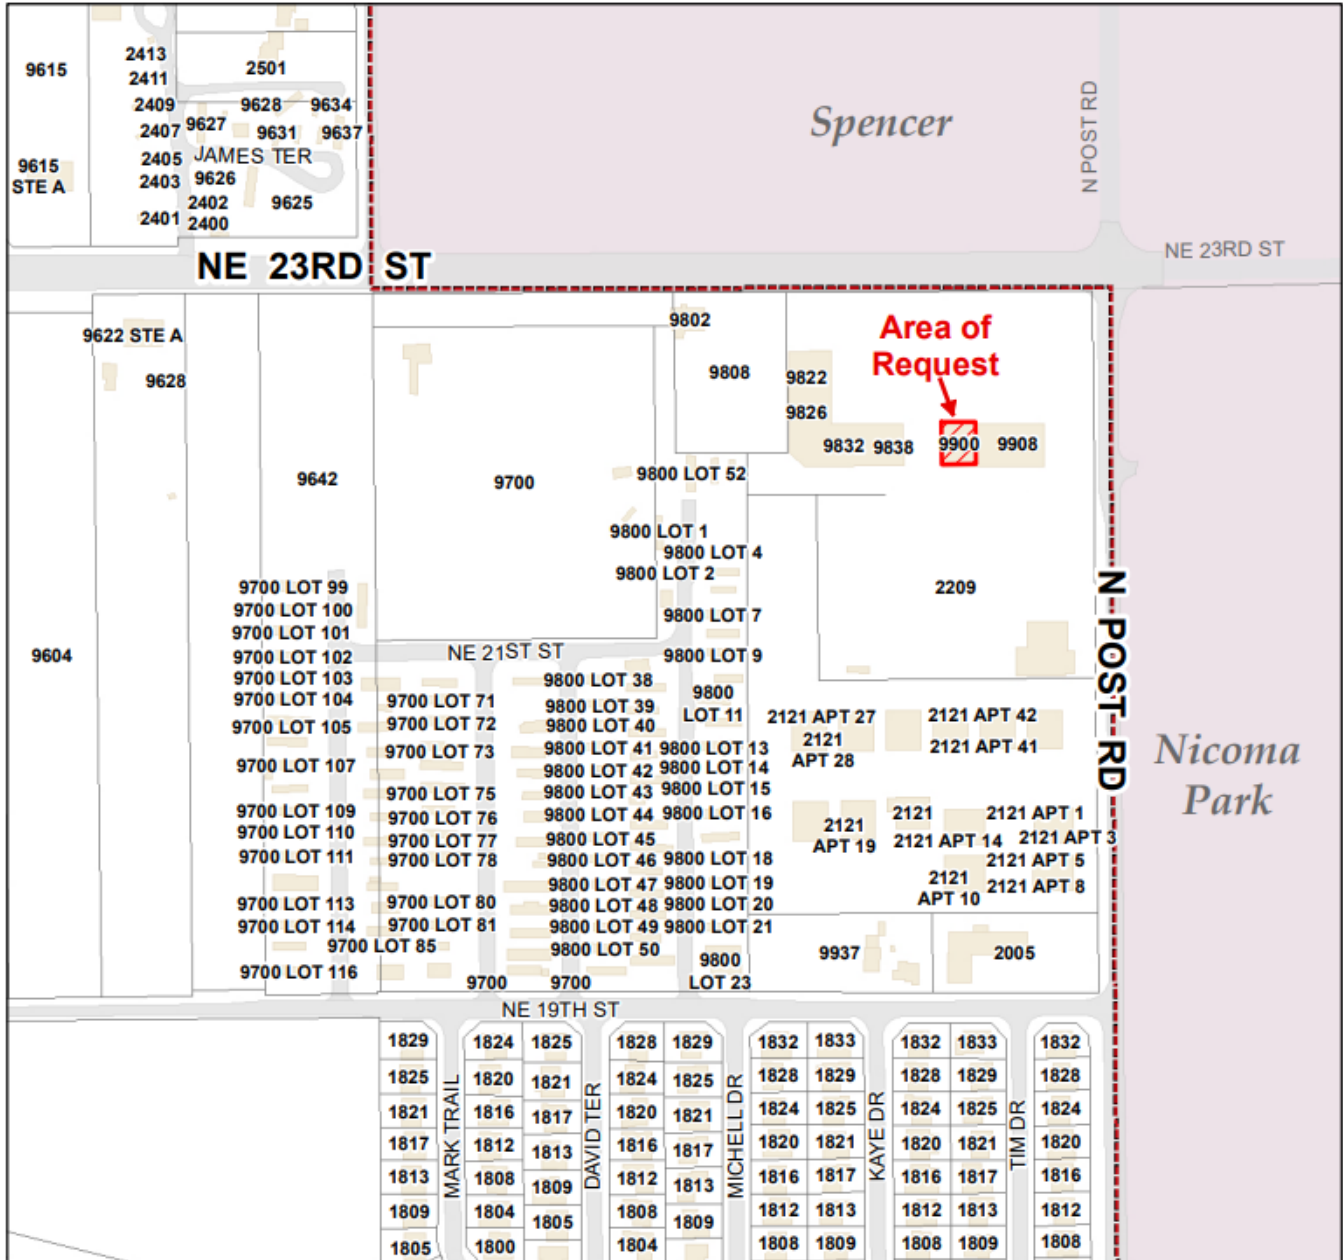 9615
2413
2411
2501
2409
9628
9634
2407
9627
9631
9637
JAMES TER
2405
9615
STE A
2403
9626
2402
9625
2401
2400
Spencer
N POST RD
NE 23RD ST
NE 23RD ST
9622 STE A
9628
9802
9808
Area of
Request
9822
9826
9832
9838
9900
9908
9642
9700
9800 LOT 52
9800 LOT 1
9800 LOT 4
9800 LOT 2
9800 LOT 7
9800 LOT 9
2209
N POST RD
9604
9700 LOT 99
9700 LOT 100
9700 LOT 101
9700 LOT 102
9700 LOT 103
9700 LOT 104
9700 LOT 105
9700 LOT 107
9700 LOT 109
9700 LOT 110
9700 LOT 111
9700 LOT 113
9700 LOT 114
9700 LOT 85
9700 LOT 116
NE 21ST ST
9700 LOT 71
9700 LOT 72
9700 LOT 73
9700 LOT 75
9700 LOT 76
9700 LOT 77
9700 LOT 78
9700 LOT 80
9700 LOT 81
9700
9700
9800 LOT 38
9800 LOT 39
9800 LOT 40
9800 LOT 41
9800 LOT 42
9800 LOT 43
9800 LOT 44
9800 LOT 45
9800 LOT 46
9800 LOT 47
9800 LOT 48
9800 LOT 49
9800 LOT 50
9800
LOT 11
9800 LOT 13
9800 LOT 14
9800 LOT 15
9800 LOT 16
9800 LOT 18
9800 LOT 19
9800 LOT 20
9800 LOT 21
9800
LOT 23
2121 APT 27
2121
APT 28
2121 APT 42
2121 APT 41
2121
APT 19
2121
2121 APT 14
2121 APT 1
2121 APT 3
2121 APT 5
2121
APT 10
2121 APT 8
Nicoma
Park
9937
2005
NE 19TH ST
1829
1825
1821
1817
1813
1809
1805
MARK TRAIL
1824
1820
1816
1812
1808
1804
1800
1825
1821
1817
1813
1809
1805
DAVID TER
1828
1824
1820
1816
1812
1808
1804
1829
1825
1821
1817
1813
1809
MICHELL DR
1832
1828
1824
1820
1816
1812
1808
1833
1829
1825
1821
1817
1813
1809
KAYE DR
1832
1828
1824
1820
1816
1812
1808
1833
1829
1825
1821
1817
1813
1809
TIM DR
1832
1828
1824
1820
1816
1812
1808